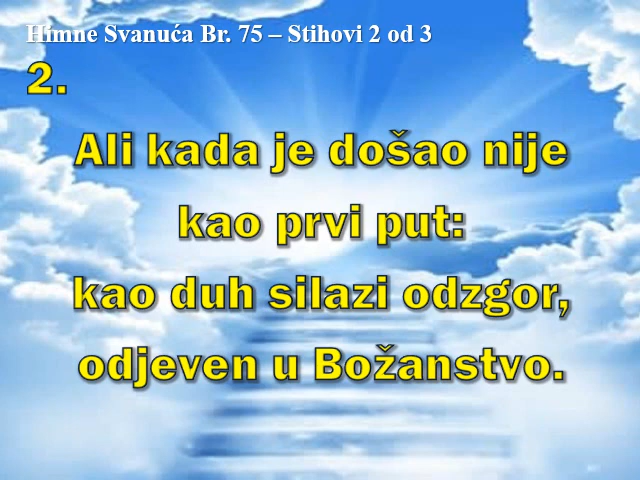 Himne Svanuća Br. 75 – Stihovi 2 od 3
2.
Ali kada je došao nije
kao prvi put:
kao duh silazi odzgor,
odjeven u Božanstvo.